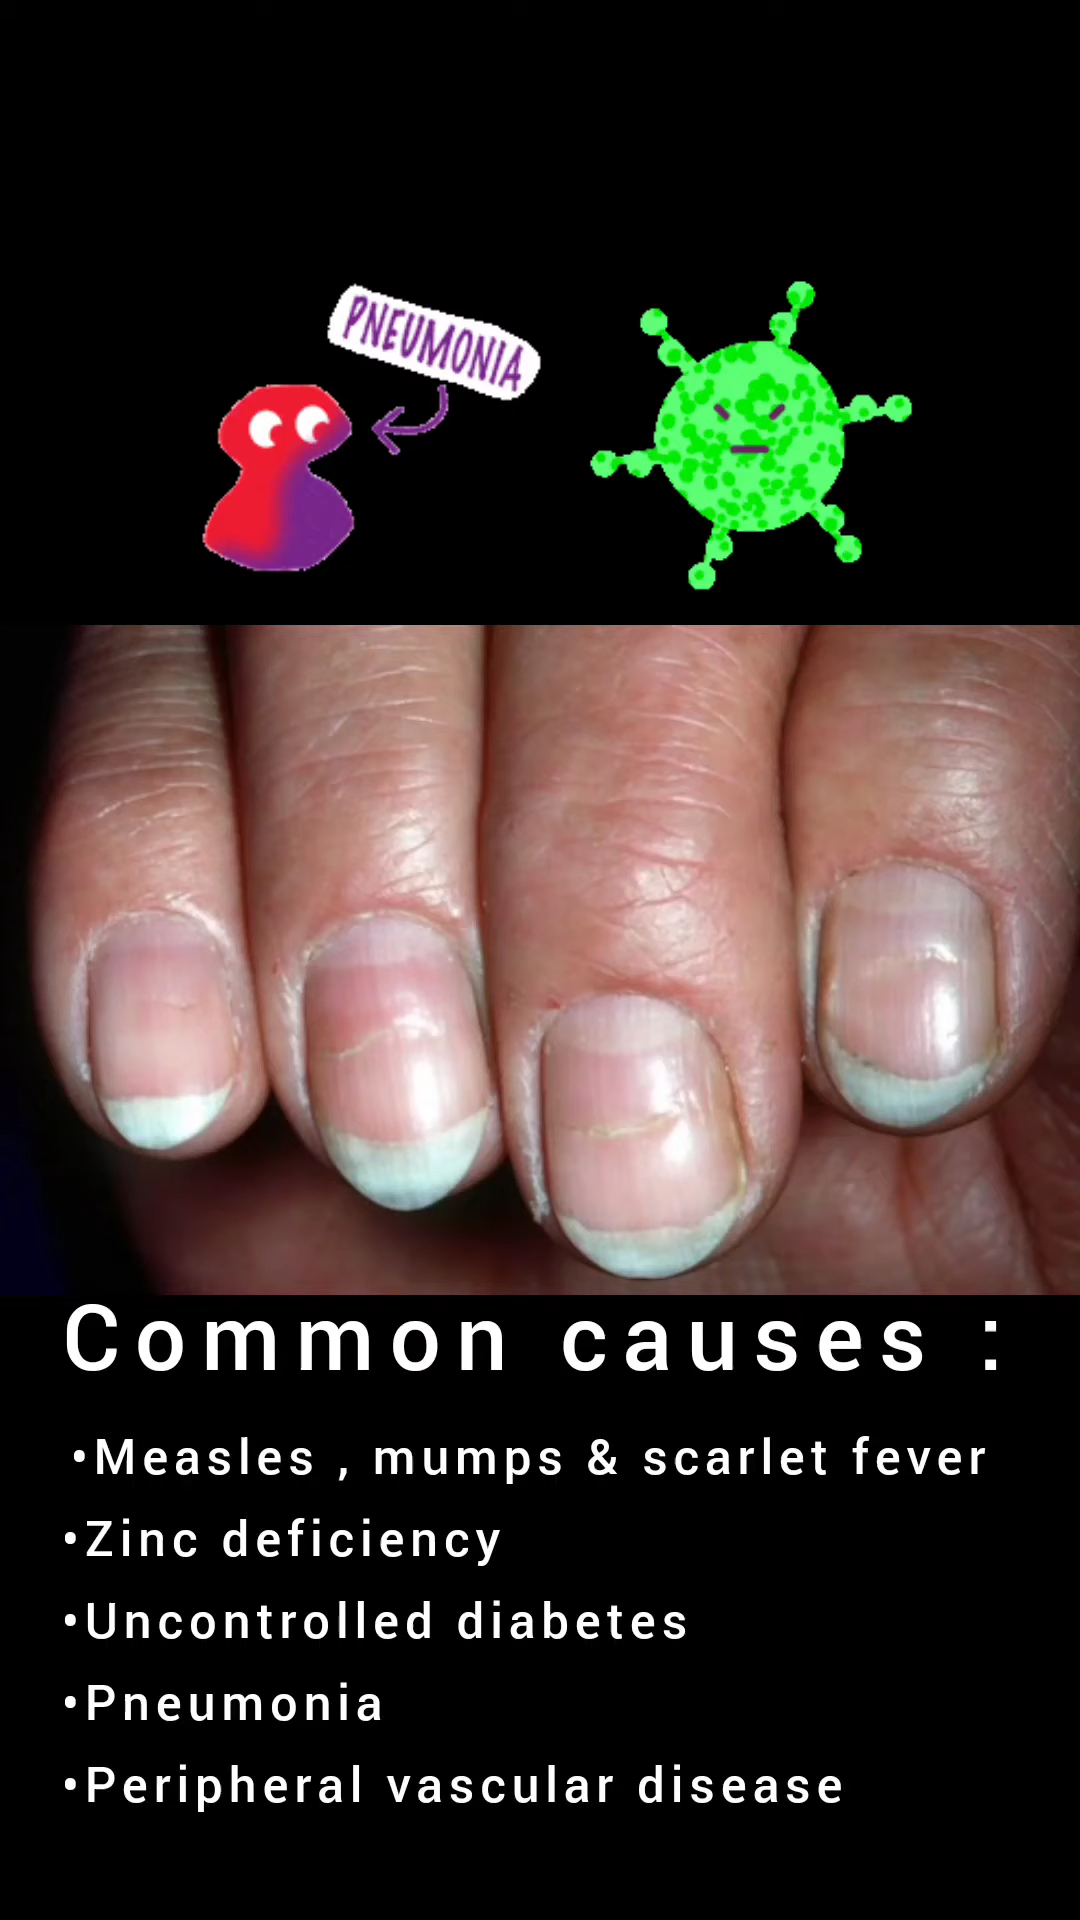 PNEUMONIA
Common causes :
•Measles , mumps & scarlet fever
•Zinc deficiency
•Uncontrolled diabetes
•Pneumonia
•Peripheral vascular disease